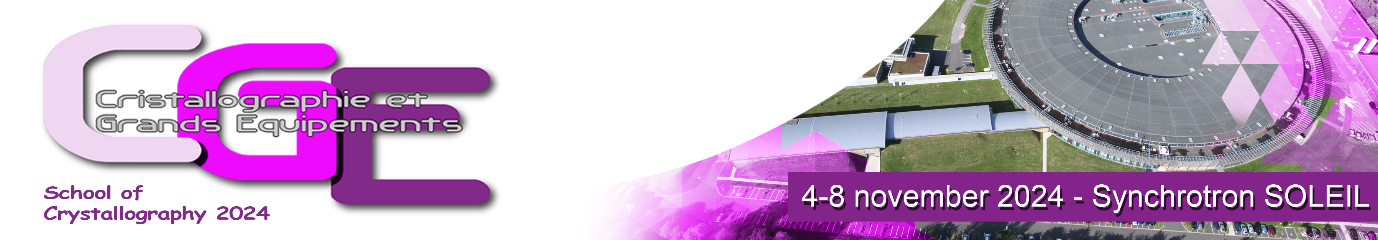 CGE
Cristallographie et
Grands Equipements
School of
Crystallography 2024
4-8 november 2024 - Synchrotron SOLEIL